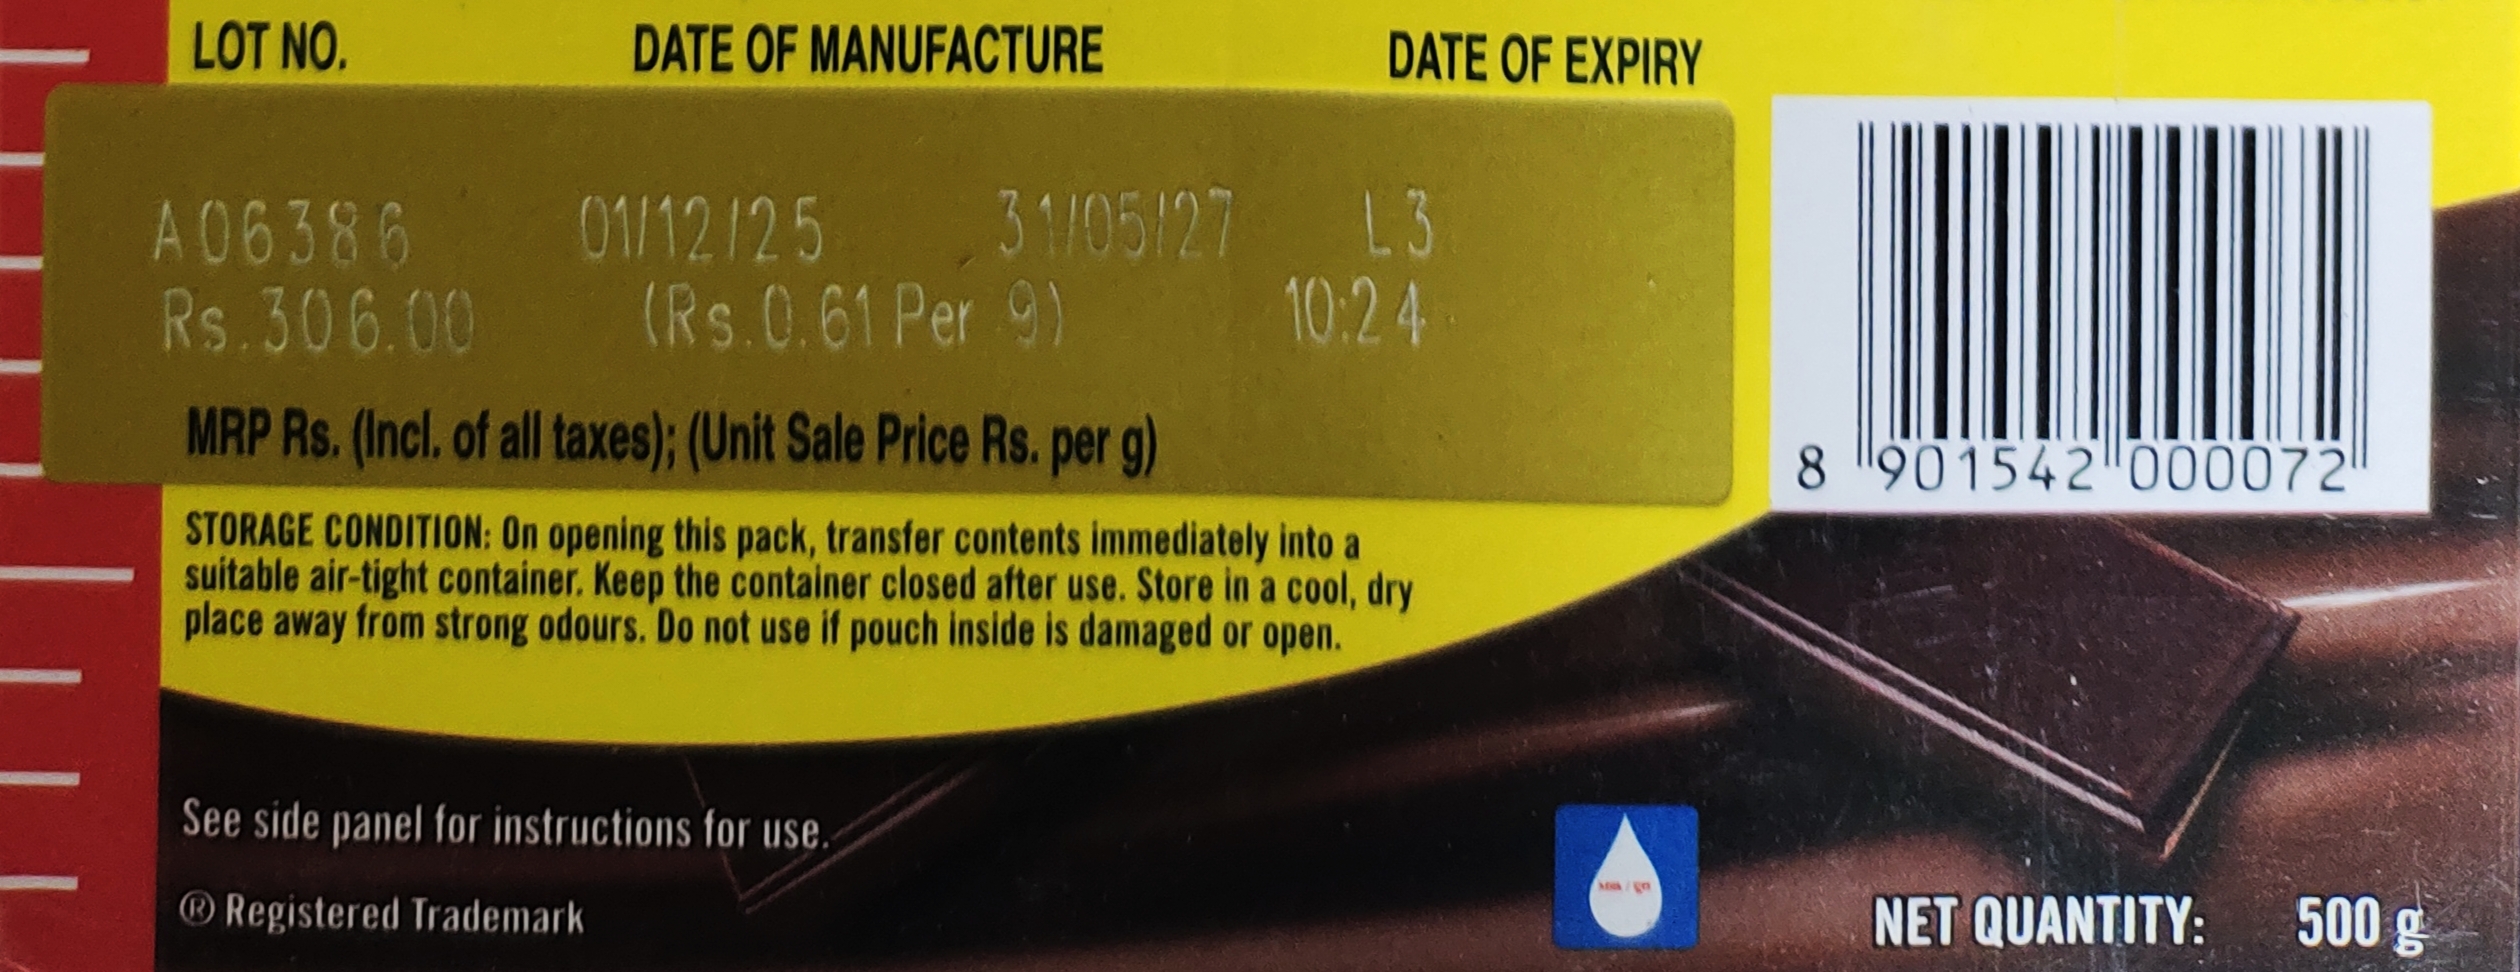 LOT NO. DATE OF MANUFACTURE DATE OF EXPIRY
A06386 01/12/25 31/05/27 L3
Rs.306.00 (Rs.0.61 Per g) 10:24
MRP Rs. (Incl. of all taxes); (Unit Sale Price Rs. per g)
8 901542 000072
STORAGE CONDITION: On opening this pack, transfer contents immediately into a
suitable air-tight container. Keep the container closed after use. Store in a cool, dry
place away from strong odours. Do not use if pouch inside is damaged or open.
See side panel for instructions for use.
® Registered Trademark
Milk / दूध
NET QUANTITY: 500 g